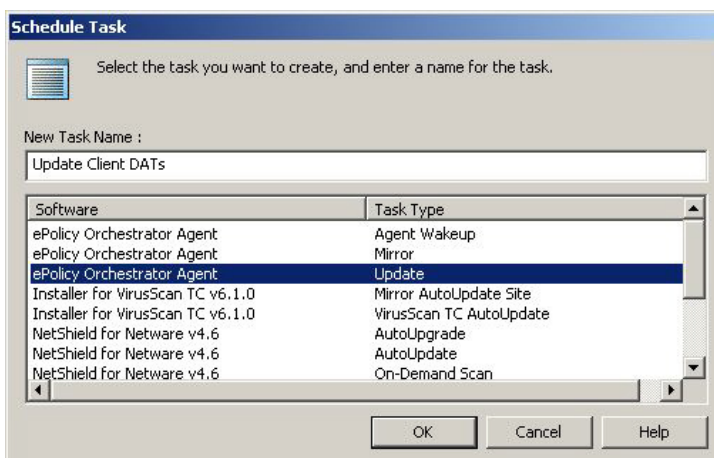 Schedule Task
Select the task you want to create, and enter a name for the task.
New Task Name :
Update Client DATs
Software Task Type
ePolicy Orchestrator Agent Agent Wakeup
ePolicy Orchestrator Agent Mirror
ePolicy Orchestrator Agent Update
Installer for VirusScan TC v6.1.0 Mirror AutoUpdate Site
Installer for VirusScan TC v6.1.0 VirusScan TC AutoUpdate
NetShield for Netware v4.6 AutoUpgrade
NetShield for Netware v4.6 AutoUpdate
NetShield for Netware v4.6 On-Demand Scan
OK Cancel Help